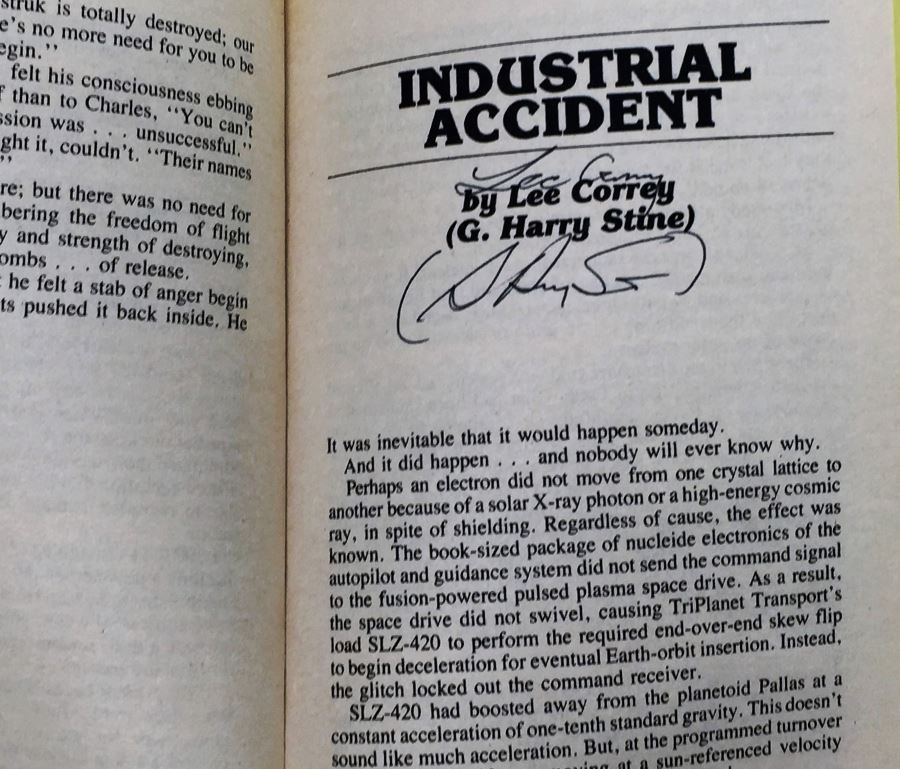 struk is totally destroyed; our
e's no more need for you to be
egin."
felt his consciousness ebbing
f than to Charles, "You can't
ssion was . . . unsuccessful."
ght it, couldn't. "Their names
"
re; but there was no need for
bering the freedom of flight
y and strength of destroying,
ombs . . . of release.
he felt a stab of anger begin
ts pushed it back inside. He
INDUSTRIAL
ACCIDENT
Lee Correy
by Lee Correy
(G. Harry Stine)
(G Harry Stine)
It was inevitable that it would happen someday.
And it did happen . . . and nobody will ever know why.
Perhaps an electron did not move from one crystal lattice to
another because of a solar X-ray photon or a high-energy cosmic
ray, in spite of shielding. Regardless of cause, the effect was
known. The book-sized package of nucleide electronics of the
autopilot and guidance system did not send the command signal
to the fusion-powered pulsed plasma space drive. As a result,
the space drive did not swivel, causing TriPlanet Transport's
load SLZ-420 to perform the required end-over-end skew flip
to begin deceleration for eventual Earth-orbit insertion. Instead,
the glitch locked out the command receiver.
SLZ-420 had boosted away from the planetoid Pallas at a
constant acceleration of one-tenth standard gravity. This doesn't
sound like much acceleration. But, at the programmed turnover
at a sun-referenced velocity